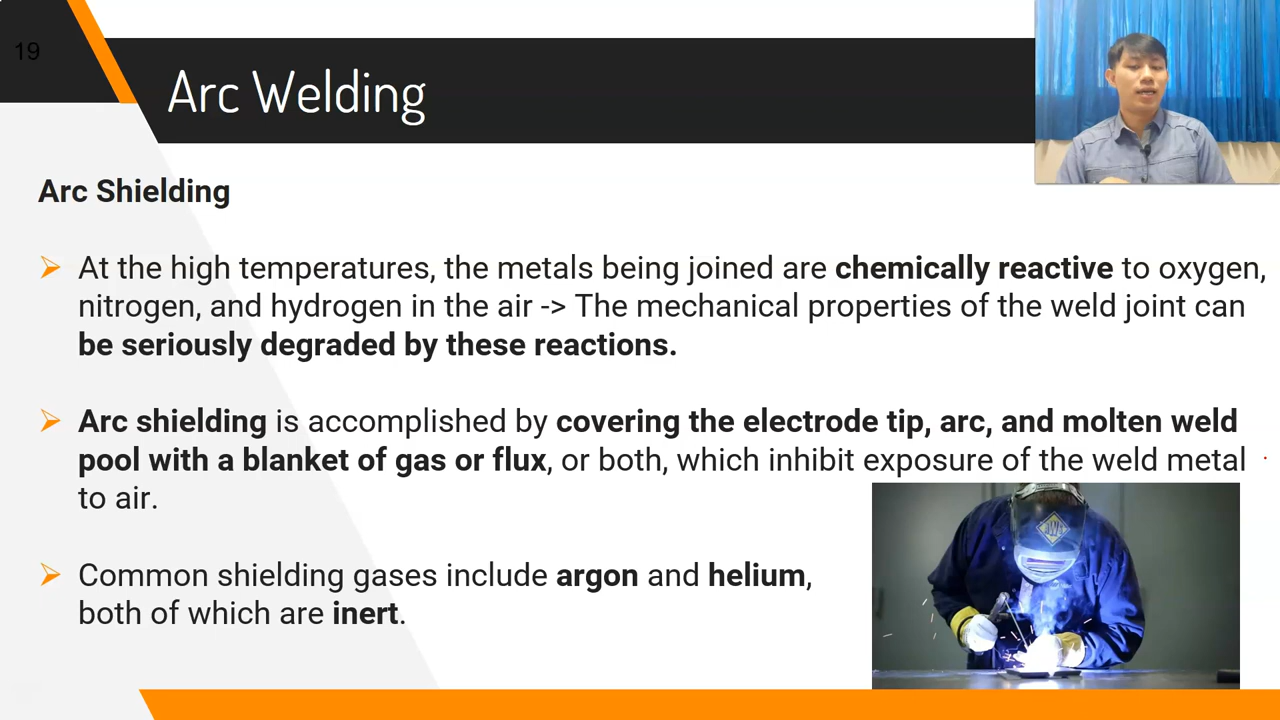 19
Arc Welding
Arc Shielding
At the high temperatures, the metals being joined are chemically reactive to oxygen,
nitrogen, and hydrogen in the air -> The mechanical properties of the weld joint can
be seriously degraded by these reactions.
Arc shielding is accomplished by covering the electrode tip, arc, and molten weld
pool with a blanket of gas or flux, or both, which inhibit exposure of the weld metal
to air.
Common shielding gases include argon and helium,
both of which are inert.